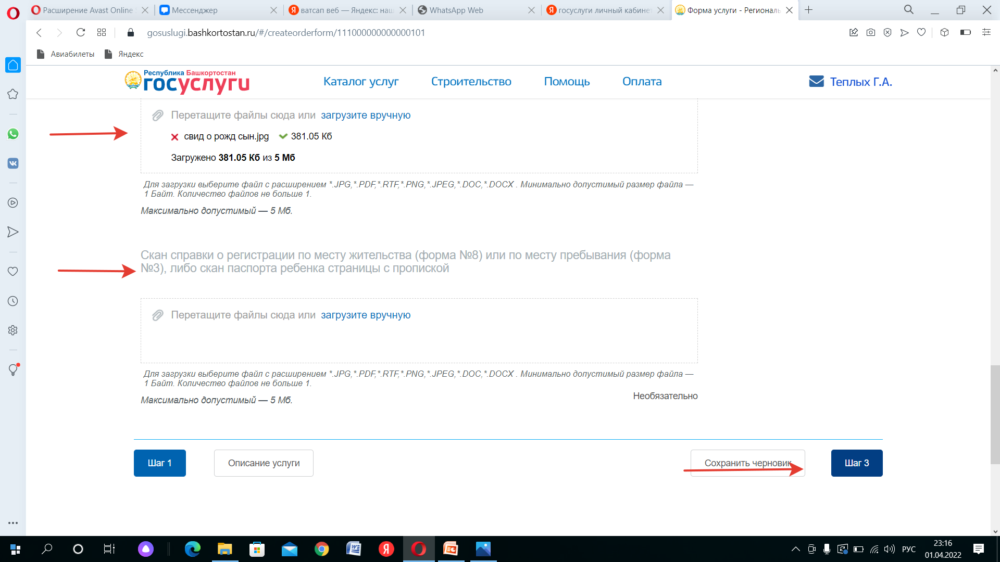 Расширение Avast Online
Мессенджер
ватсап веб — Яндекс: наш
WhatsApp Web
госуслуги личный кабинет
Форма услуги - Региональ
gosuslugi.bashkortostan.ru/#/createorderform/111000000000000101
Авиабилеты
Яндекс
Республика Башкортостан
госуслуги
Каталог услуг
Строительство
Помощь
Оплата
Теплых Г.А.
Перетащите файлы сюда или загрузите вручную
свид о рожд сын.jpg 381.05 Кб
Загружено 381.05 Кб из 5 Мб
Для загрузки выберите файл с расширением *.JPG,*.PDF,*.RTF,*.PNG,*.JPEG,*.DOC,*.DOCX . Минимально допустимый размер файла —
1 Байт. Количество файлов не больше 1.
Максимально допустимый — 5 Мб.
Скан справки о регистрации по месту жительства (форма №8) или по месту пребывания (форма
№3), либо скан паспорта ребенка страницы с пропиской
Перетащите файлы сюда или загрузите вручную
Для загрузки выберите файл с расширением *.JPG,*.PDF,*.RTF,*.PNG,*.JPEG,*.DOC,*.DOCX . Минимально допустимый размер файла —
1 Байт. Количество файлов не больше 1.
Необязательно
Максимально допустимый — 5 Мб.
Шаг 1
Описание услуги
Сохранить черновик
Шаг 3
РУС
23:16
01.04.2022